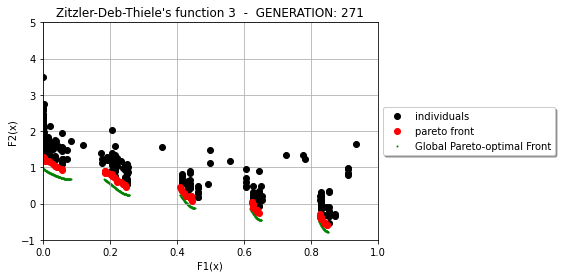 Zitzler-Deb-Thiele's function 3 - GENERATION: 271
5
4
3
2
1
0
−1
F2(x)
0.0 0.2 0.4 0.6 0.8 1.0
F1(x)
individuals
pareto front
Global Pareto-optimal Front